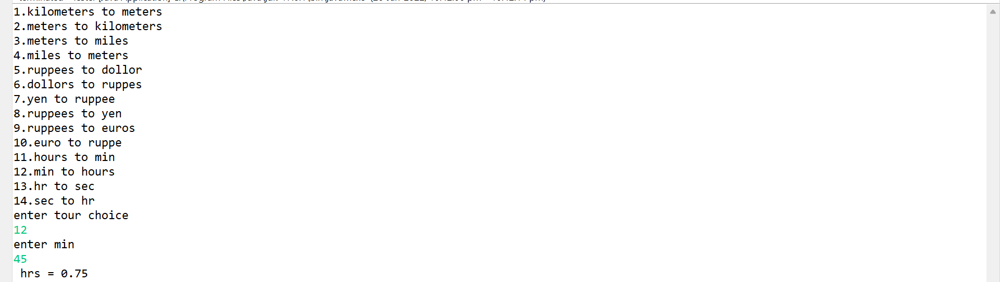 1.kilometers to meters
2.meters to kilometers
3.meters to miles
4.miles to meters
5.ruppees to dollor
6.dollors to ruppes
7.yen to ruppee
8.ruppees to yen
9.ruppees to euros
10.euro to ruppe
11.hours to min
12.min to hours
13.hr to sec
14.sec to hr
enter tour choice
12
enter min
45
 hrs = 0.75